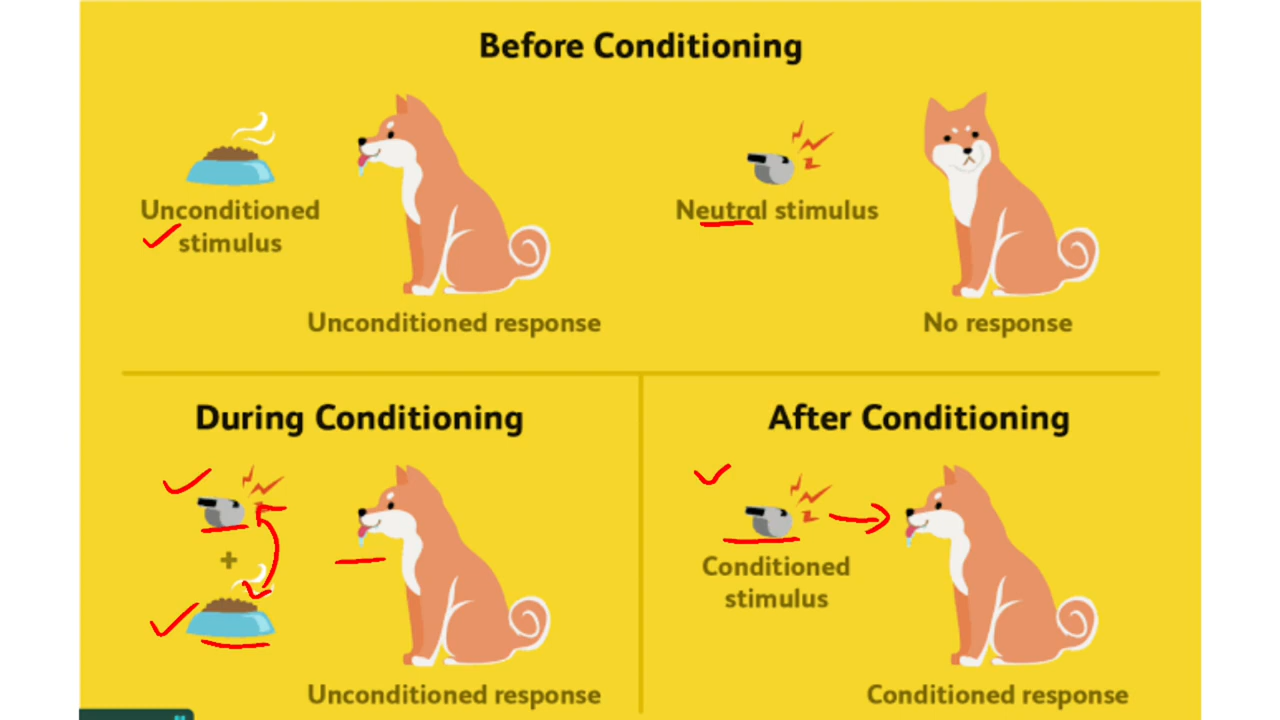 Before Conditioning
Unconditioned
stimulus
Unconditioned response
Neutral stimulus
No response
During Conditioning
+
Unconditioned response
After Conditioning
Conditioned
stimulus
Conditioned response